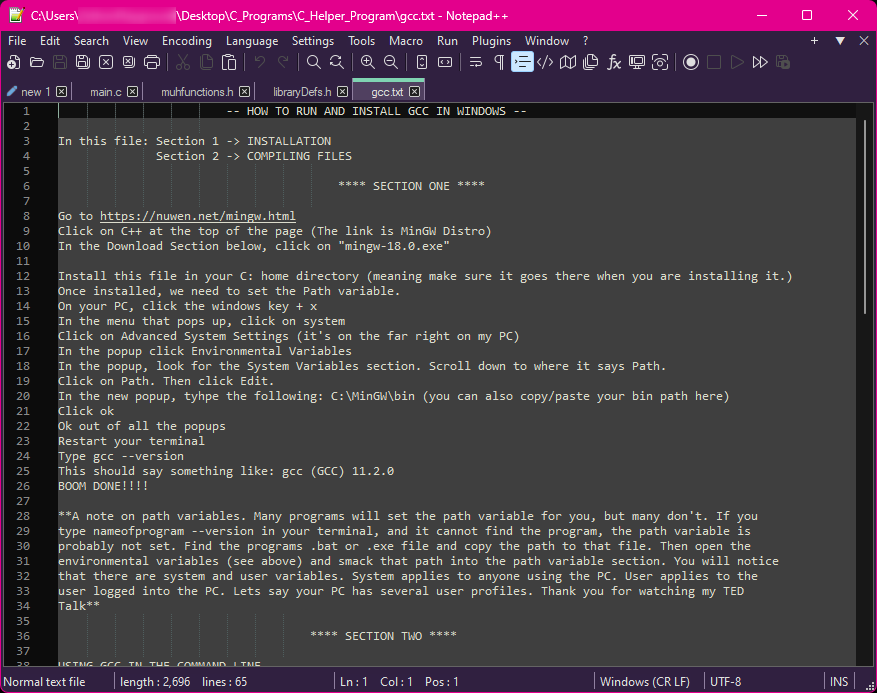 C:\Users\ \Desktop\C_Programs\C_Helper_Program\gcc.txt - Notepad++
File Edit Search View Encoding Language Settings Tools Macro Run Plugins Window ?
new 1 main.c muhfunctions.h libraryDefs.h gcc.txt
1 -- HOW TO RUN AND INSTALL GCC IN WINDOWS --
2
3 In this file: Section 1 -> INSTALLATION
4 Section 2 -> COMPILING FILES
5
6 **** SECTION ONE ****
7
8 Go to https://nuwen.net/mingw.html
9 Click on C++ at the top of the page (The link is MinGW Distro)
10 In the Download Section below, click on "mingw-18.0.exe"
11
12 Install this file in your C: home directory (meaning make sure it goes there when you are installing it.)
13 Once installed, we need to set the Path variable.
14 On your PC, click the windows key + x
15 In the menu that pops up, click on system
16 Click on Advanced System Settings (it's on the far right on my PC)
17 In the popup click Environmental Variables
18 In the popup, look for the System Variables section. Scroll down to where it says Path.
19 Click on Path. Then click Edit.
20 In the new popup, tyhpe the following: C:\MinGW\bin (you can also copy/paste your bin path here)
21 Click ok
22 Ok out of all the popups
23 Restart your terminal
24 Type gcc --version
25 This should say something like: gcc (GCC) 11.2.0
26 BOOM DONE!!!!
27
28 **A note on path variables. Many programs will set the path variable for you, but many don't. If you
29 type nameofprogram --version in your terminal, and it cannot find the program, the path variable is
30 probably not set. Find the programs .bat or .exe file and copy the path to that file. Then open the
31 environmental variables (see above) and smack that path into the path variable section. You will notice
32 that there are system and user variables. System applies to anyone using the PC. User applies to the
33 user logged into the PC. Lets say your PC has several user profiles. Thank you for watching my TED
34 Talk**
35
36 **** SECTION TWO ****
37
38 USING GCC IN THE COMMAND LINE
Normal text file length : 2,696 lines : 65 Ln : 1 Col : 1 Pos : 1 Windows (CR LF) UTF-8 INS